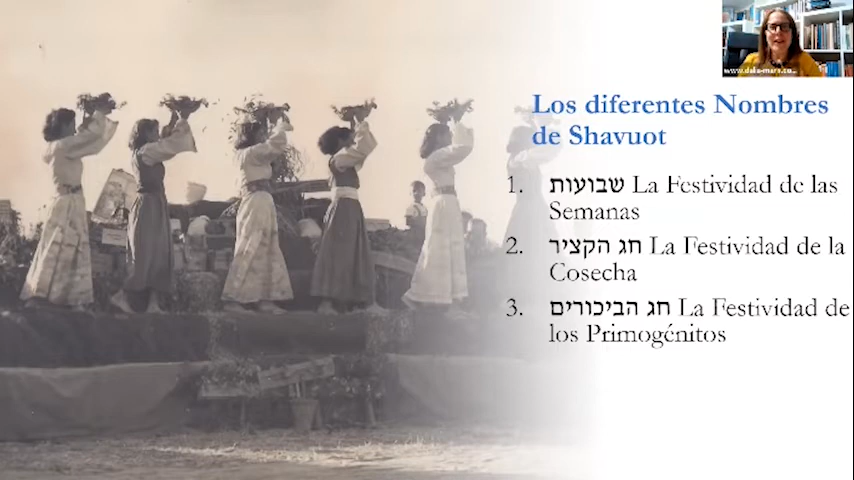 Los diferentes Nombres
de Shavuot
1. שבועות La Festividad de las
Semanas
2. חג הקציר La Festividad de la
Cosecha
3. חג הביכורים La Festividad de
los Primogénitos